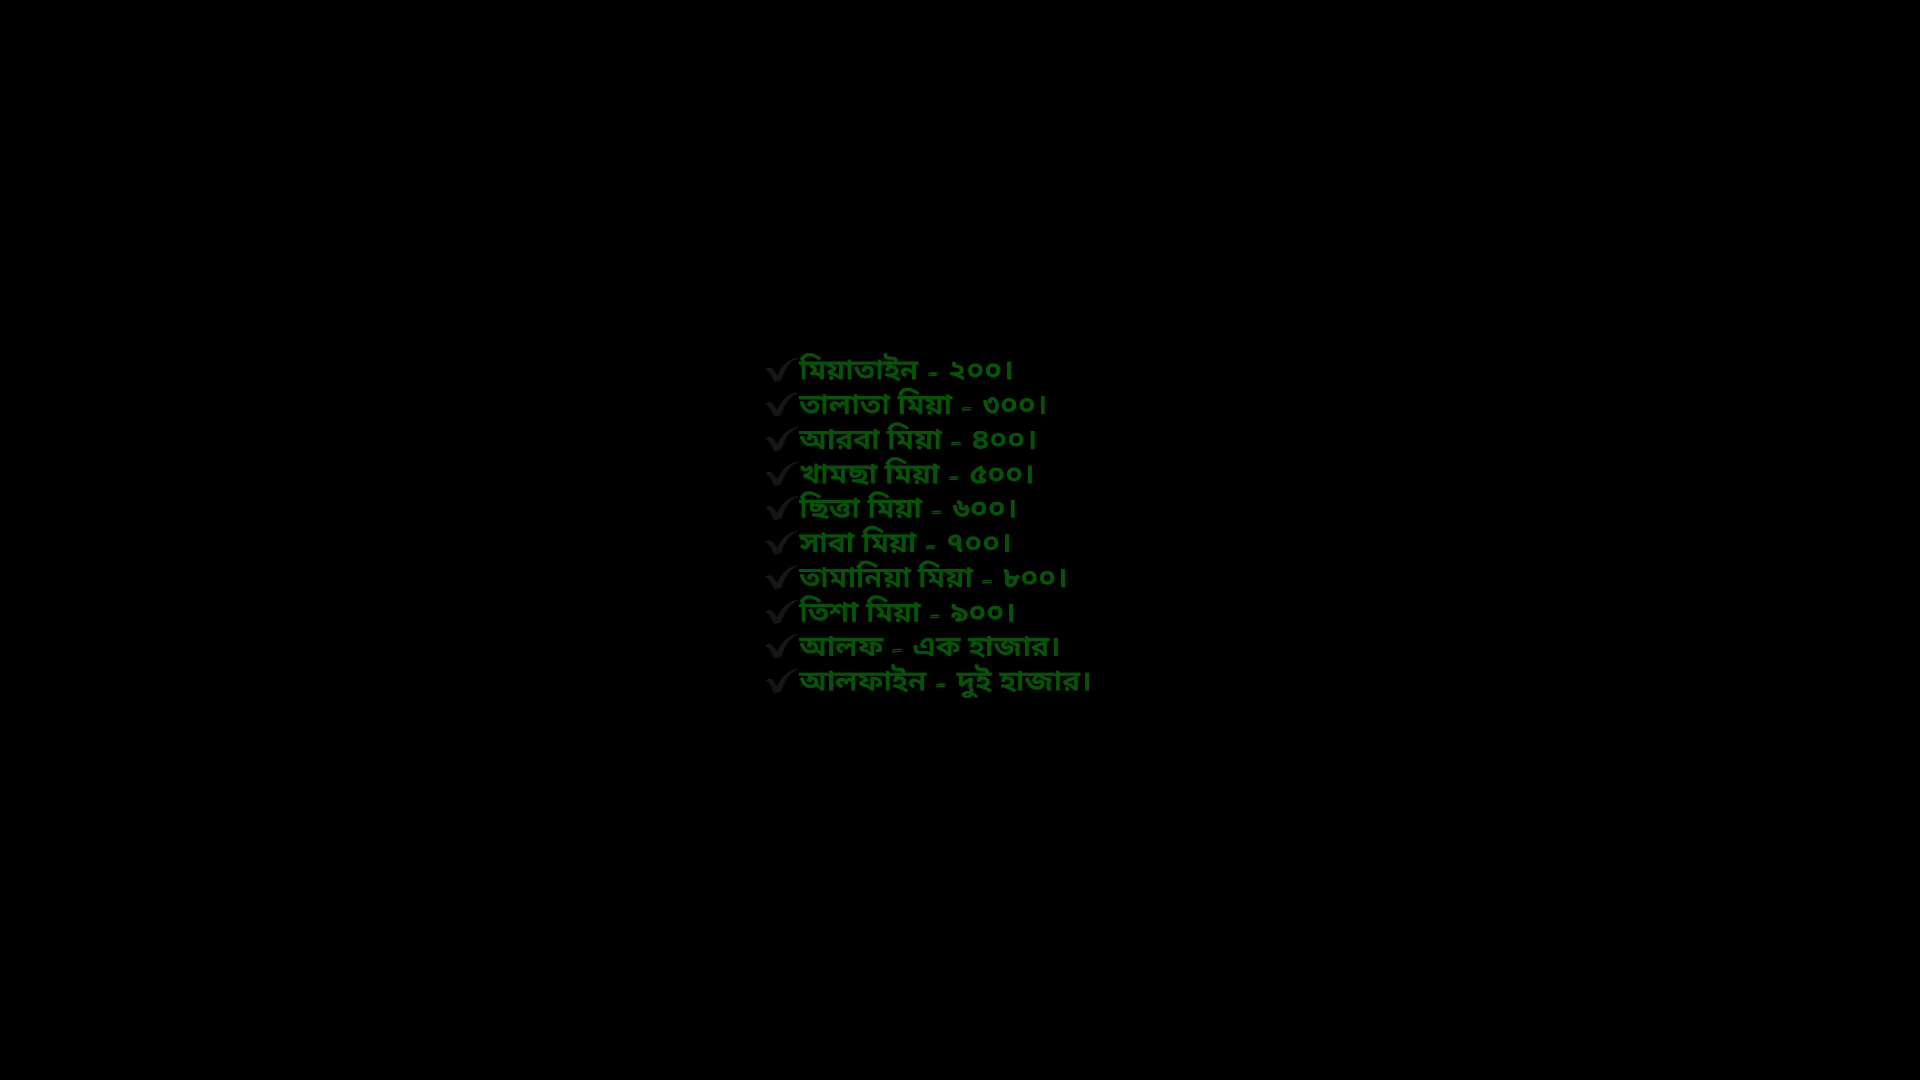 ✓মিয়াতাইন - ২০০।
✓তালাতা মিয়া - ৩০০।
✓আরবা মিয়া - ৪০০।
✓খামছা মিয়া - ৫০০।
✓ছিত্তা মিয়া - ৬০০।
✓সাবা মিয়া - ৭০০।
✓তামানিয়া মিয়া - ৮০০।
✓তিশা মিয়া - ৯০০।
✓আলফ - এক হাজার।
✓আলফাইন - দুই হাজার।